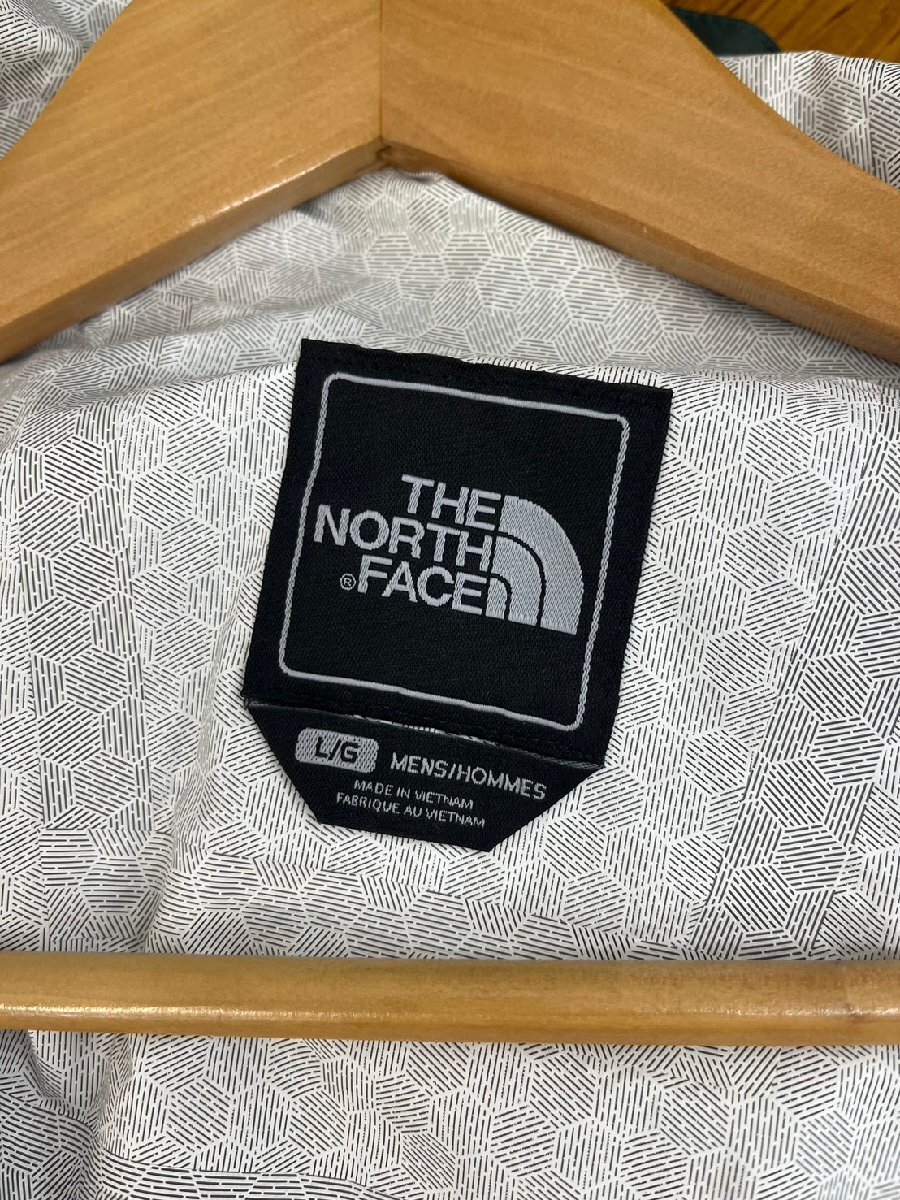 THE
NORTH
®FACE
L/G MENS/HOMMES
MADE IN VIETNAM
FABRIQUE AU VIETNAM